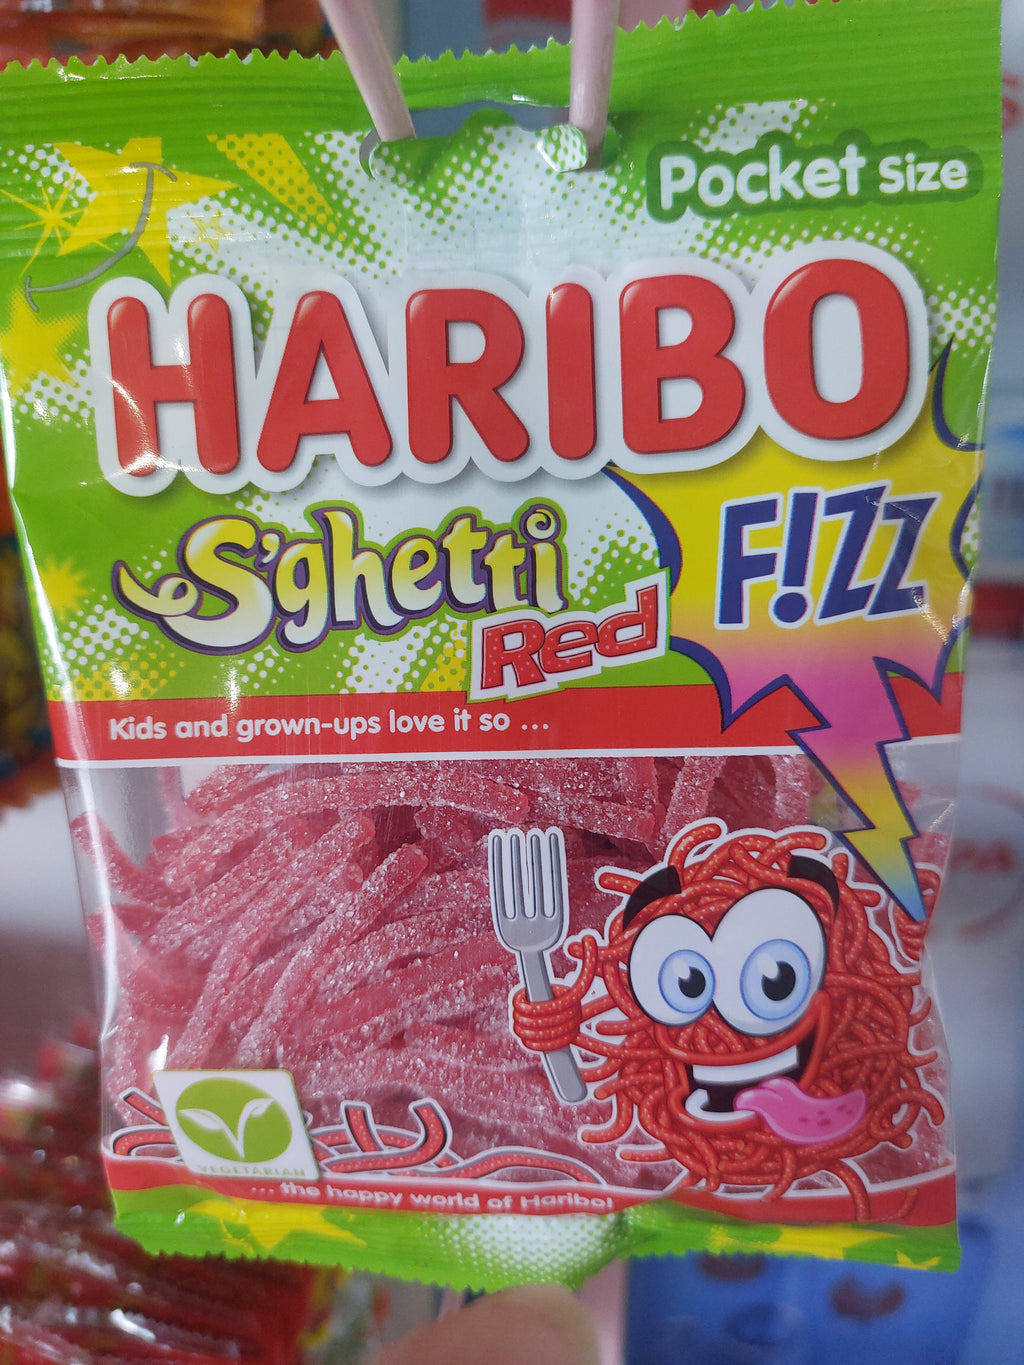 Pocket Size
HARIBO
S'ghetti
Red
F!ZZ
Kids and grown-ups love it so ...
VEGETARIAN
... the happy world of Haribo!